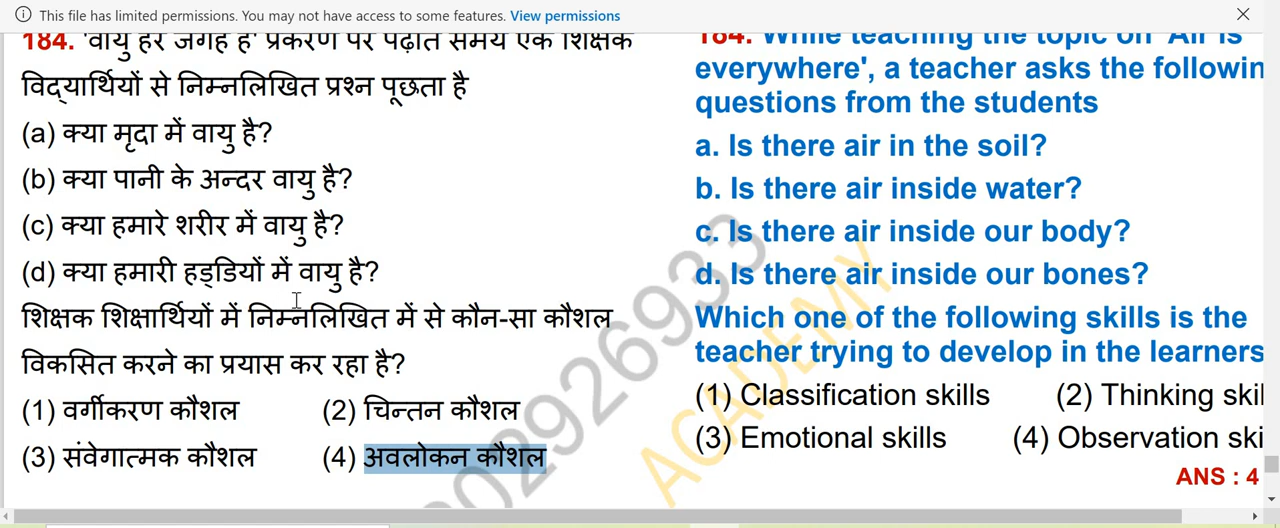 This file has limited permissions. You may not have access to some features. View permissions
184. 'वायु हर जगह है' प्रकरण पर पढ़ाते समय एक शिक्षक
विद्यार्थियों से निम्नलिखित प्रश्न पूछता है
(a) क्या मृदा में वायु है?
(b) क्या पानी के अन्दर वायु है?
(c) क्या हमारे शरीर में वायु है?
(d) क्या हमारी हड्डियों में वायु है?
शिक्षक शिक्षार्थियों में निम्नलिखित में से कौन-सा कौशल
विकसित करने का प्रयास कर रहा है?
(1) वर्गीकरण कौशल (2) चिन्तन कौशल
(3) संवेगात्मक कौशल (4) अवलोकन कौशल
184. While teaching the topic on 'Air is
everywhere', a teacher asks the followin
questions from the students
a. Is there air in the soil?
b. Is there air inside water?
c. Is there air inside our body?
d. Is there air inside our bones?
Which one of the following skills is the
teacher trying to develop in the learners
(1) Classification skills (2) Thinking skil
(3) Emotional skills (4) Observation ski
ANS : 4
0029926933
ACADEMY